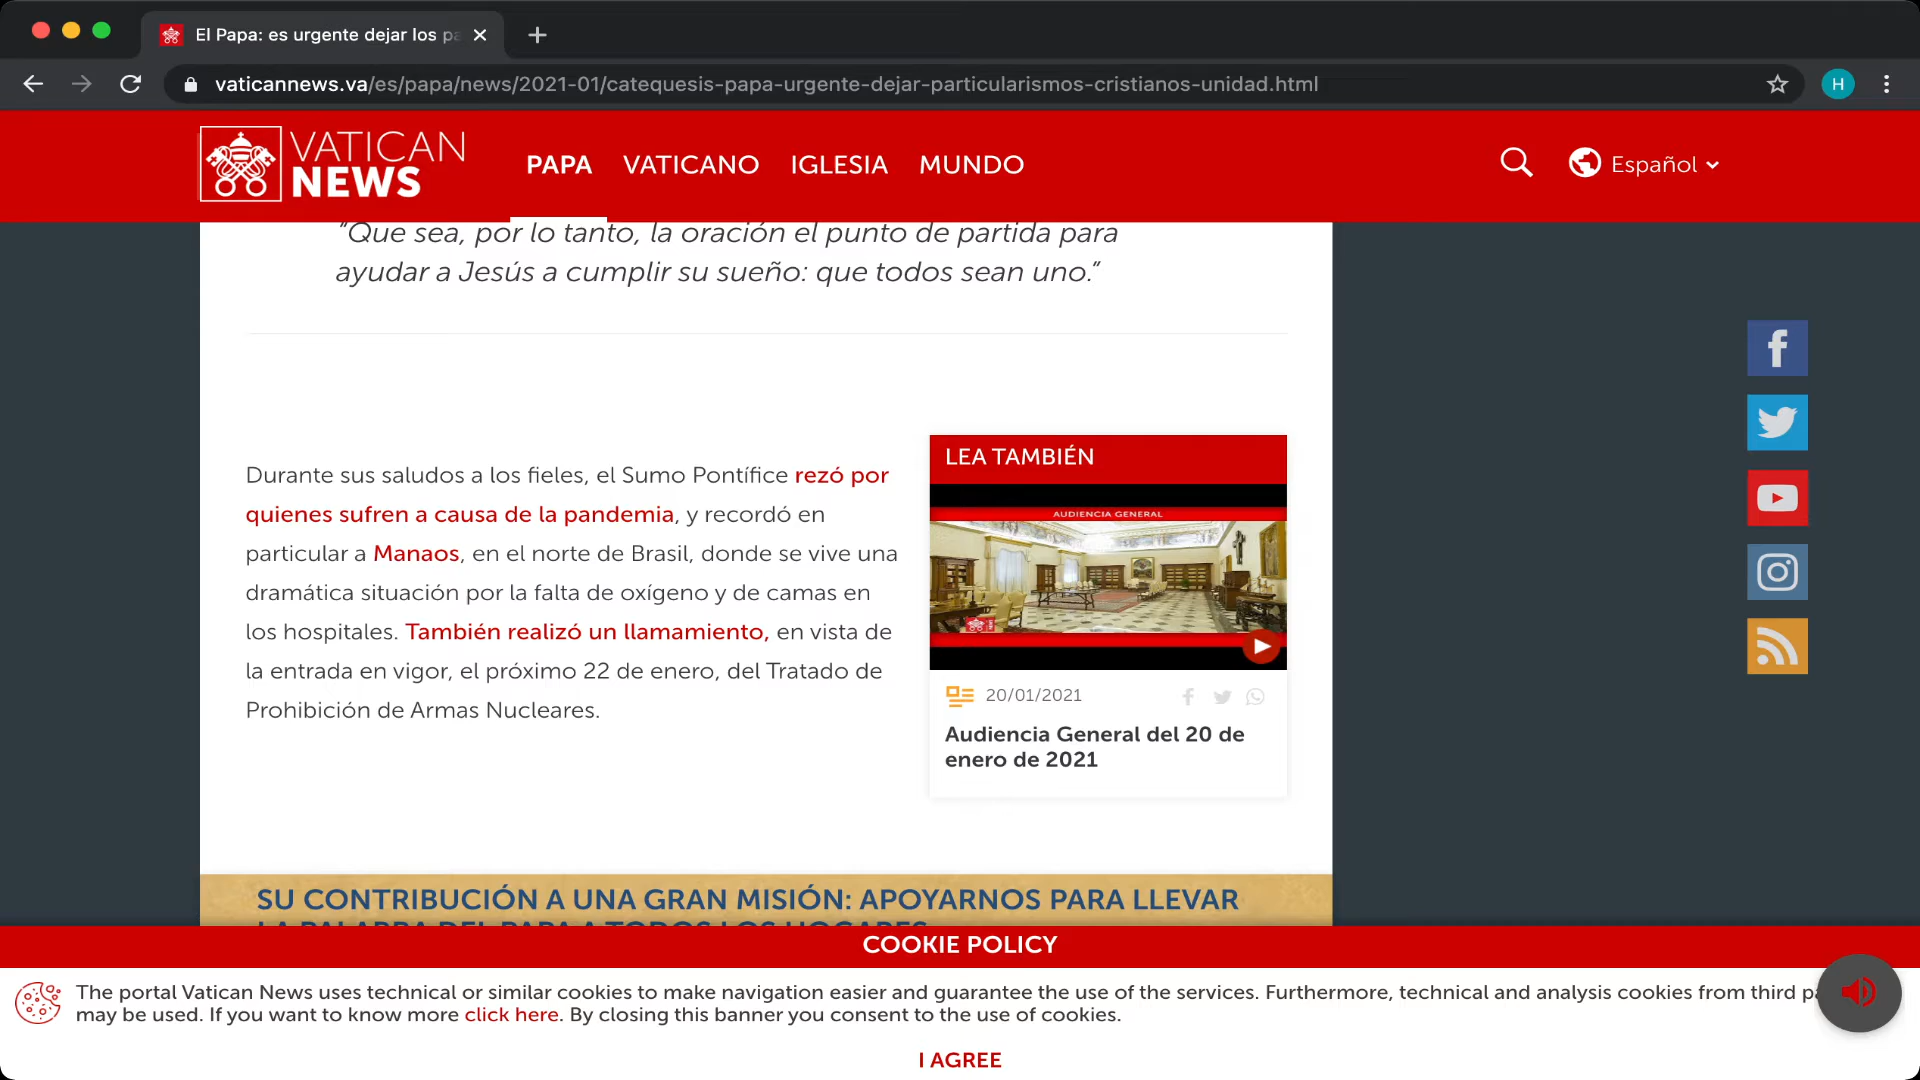 El Papa: es urgente dejar los pa
vaticannews.va/es/papa/news/2021-01/catequesis-papa-urgente-dejar-particularismos-cristianos-unidad.html
H
VATICAN
NEWS
PAPA VATICANO IGLESIA MUNDO
Español
“Que sea, por lo tanto, la oración el punto de partida para
ayudar a Jesús a cumplir su sueño: que todos sean uno.”
Durante sus saludos a los fieles, el Sumo Pontífice rezó por
quienes sufren a causa de la pandemia, y recordó en
particular a Manaos, en el norte de Brasil, donde se vive una
dramática situación por la falta de oxígeno y de camas en
los hospitales. También realizó un llamamiento, en vista de
la entrada en vigor, el próximo 22 de enero, del Tratado de
Prohibición de Armas Nucleares.
LEA TAMBIÉN
AUDIENCIA GENERAL
20/01/2021
Audiencia General del 20 de
enero de 2021
SU CONTRIBUCIÓN A UNA GRAN MISIÓN: APOYARNOS PARA LLEVAR
LA PALABRA DEL PAPA A TODOS LOS HOGARES
COOKIE POLICY
The portal Vatican News uses technical or similar cookies to make navigation easier and guarantee the use of the services. Furthermore, technical and analysis cookies from third pa
may be used. If you want to know more click here. By closing this banner you consent to the use of cookies.
I AGREE